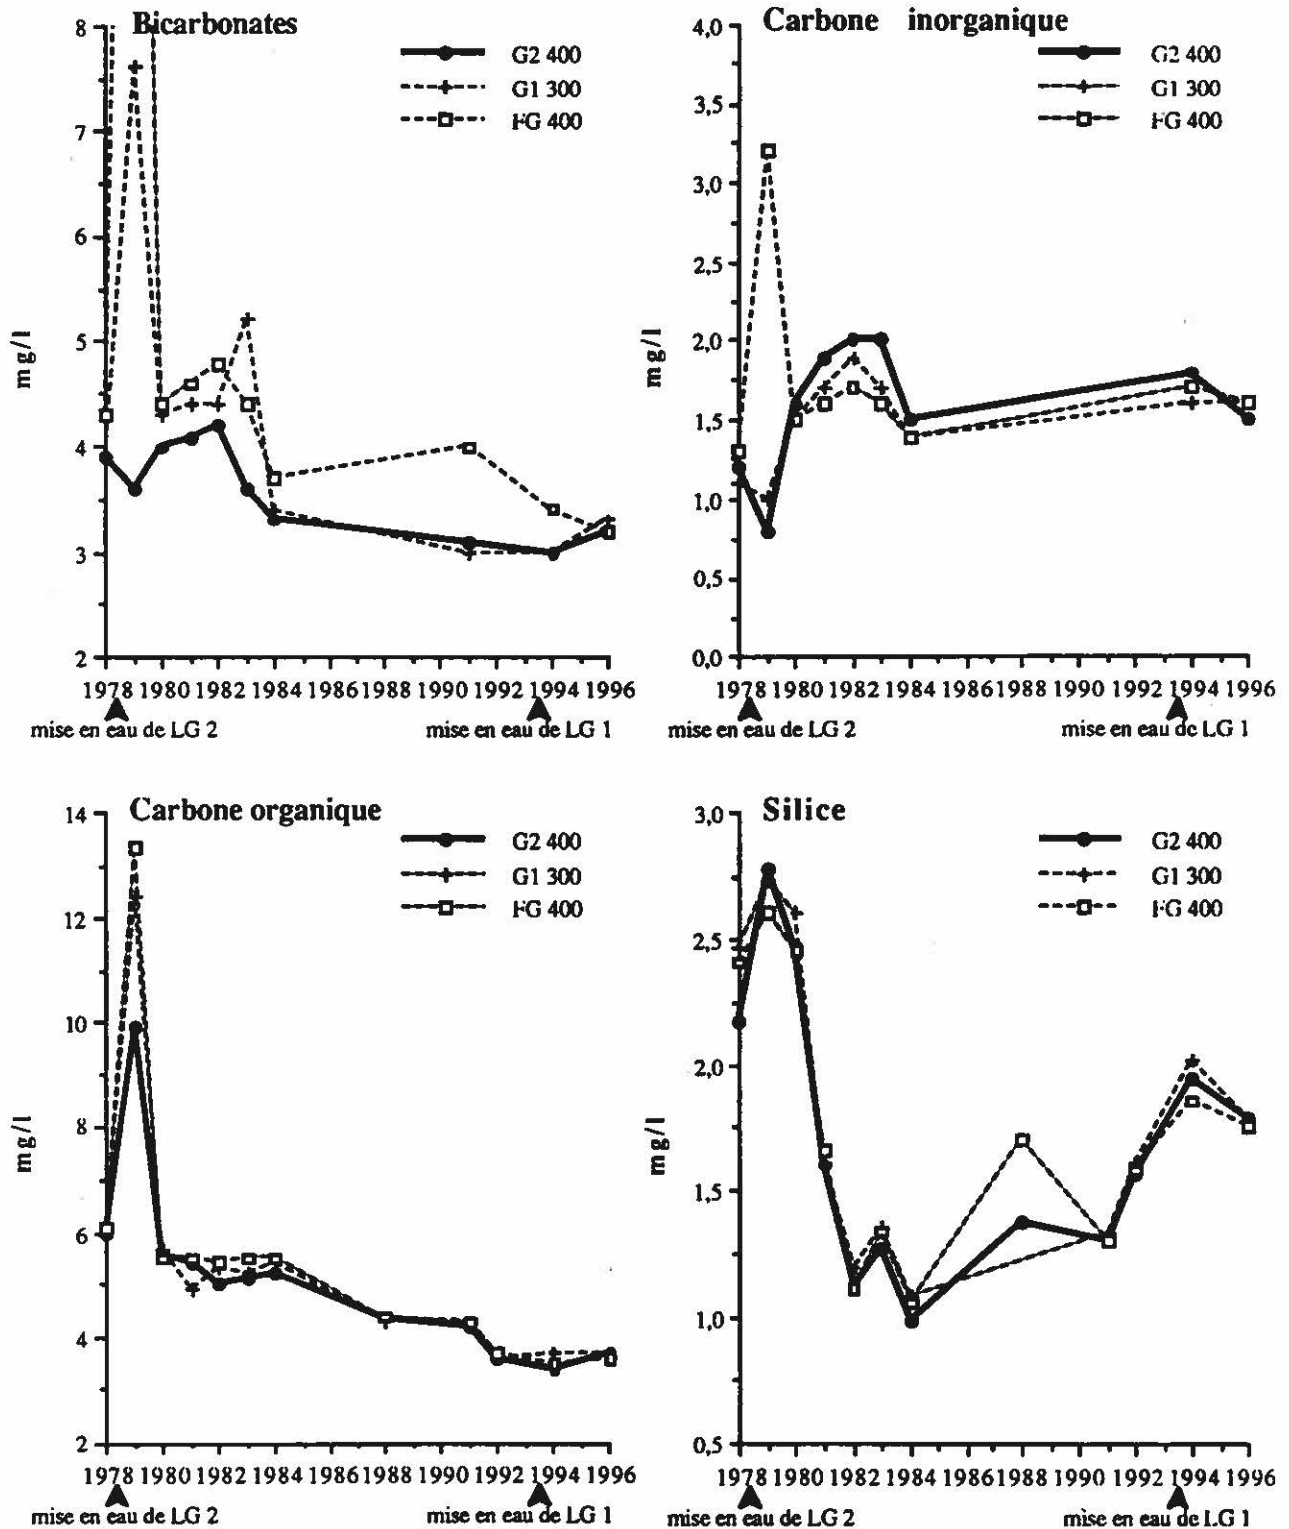 Bicarbonates
G2 400
G1 300
FG 400
8
7
6
5
4
3
2
mg/l
1978 1980 1982 1984 1986 1988 1990 1992 1994 1996
mise en eau de LG 2
mise en eau de LG 1
Carbone inorganique
G2 400
G1 300
FG 400
4,0
3,5
3,0
2,5
2,0
1,5
1,0
0,5
0,0
mg/l
1978 1980 1982 1984 1986 1988 1990 1992 1994 1996
mise en eau de LG 2
mise en eau de LG 1
Carbone organique
G2 400
G1 300
FG 400
14
12
10
8
6
4
2
mg/l
1978 1980 1982 1984 1986 1988 1990 1992 1994 1996
mise en eau de LG 2
mise en eau de LG 1
Silice
G2 400
G1 300
FG 400
3,0
2,5
2,0
1,5
1,0
0,5
mg/l
1978 1980 1982 1984 1986 1988 1990 1992 1994 1996
mise en eau de LG 2
mise en eau de LG 1